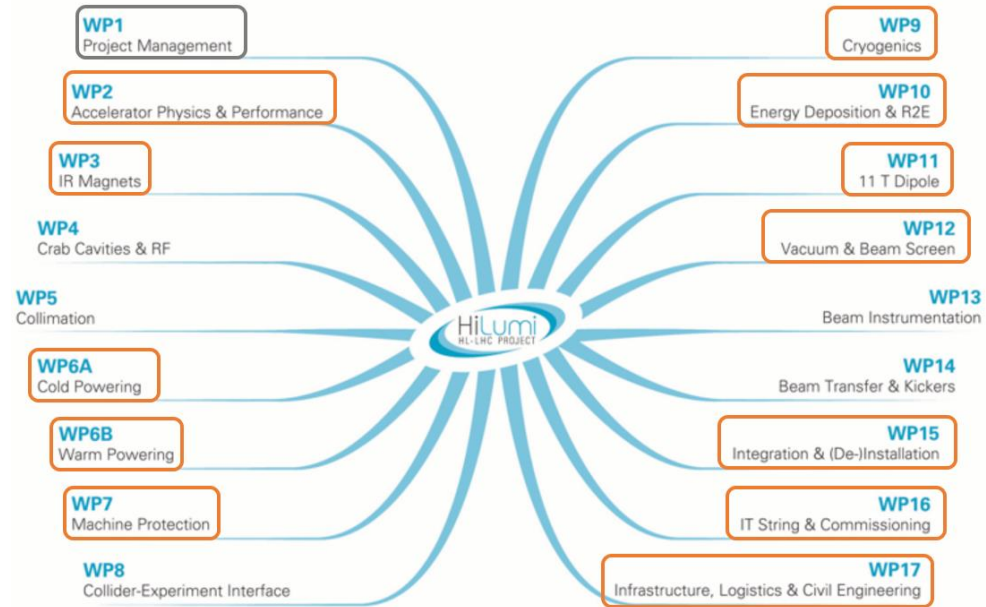 WP1
Project Management
WP2
Accelerator Physics & Performance
WP3
IR Magnets
WP4
Crab Cavities & RF
WP5
Collimation
WP6A
Cold Powering
WP6B
Warm Powering
WP7
Machine Protection
WP8
Collider-Experiment Interface
HiLumi
HL-LHC PROJECT
WP9
Cryogenics
WP10
Energy Deposition & R2E
WP11
11 T Dipole
WP12
Vacuum & Beam Screen
WP13
Beam Instrumentation
WP14
Beam Transfer & Kickers
WP15
Integration & (De-)Installation
WP16
IT String & Commissioning
WP17
Infrastructure, Logistics & Civil Engineering